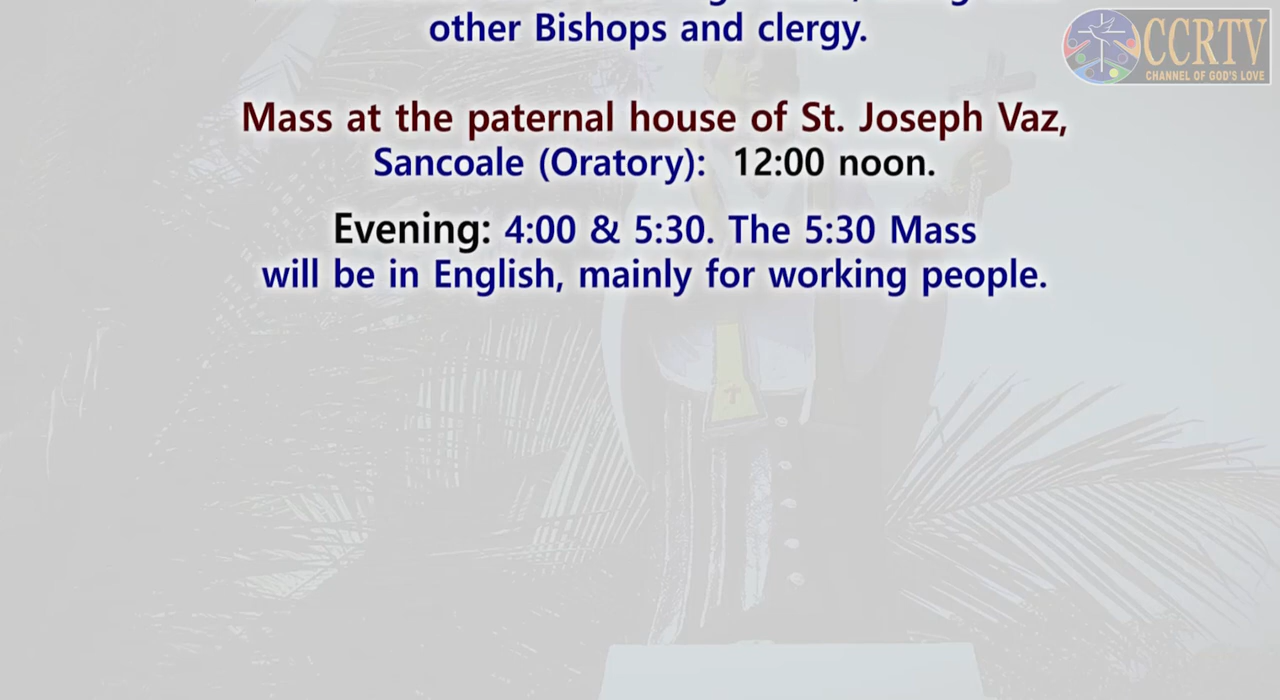 other Bishops and clergy.
CCRTV
CHANNEL OF GOD'S LOVE
Mass at the paternal house of St. Joseph Vaz,
Sancoale (Oratory): 12:00 noon.
Evening: 4:00 & 5:30. The 5:30 Mass
will be in English, mainly for working people.